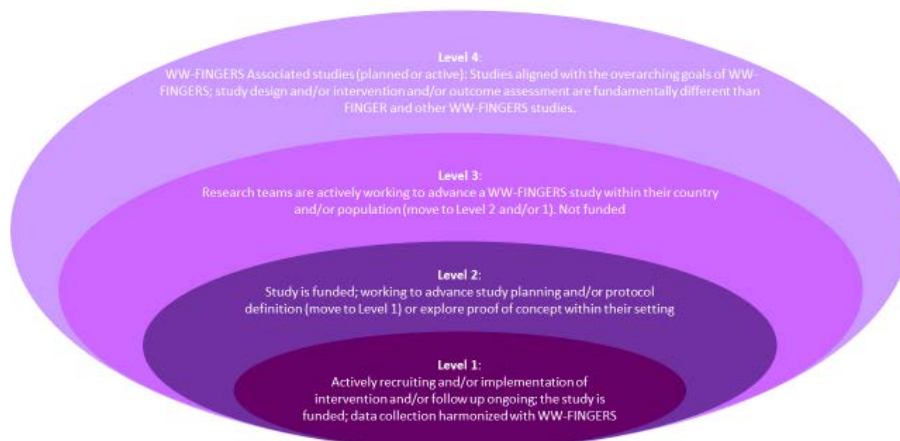 Level 4:
WW-FINGERS Associated studies (planned or active): Studies aligned with the overarching goals of WW-
FINGERS; study design and/or intervention and/or outcome assessment are fundamentally different than
FINGER and other WW-FINGERS studies.
Level 3:
Research teams are actively working to advance a WW-FINGERS study within their country
and/or population (move to Level 2 and/or 1). Not funded
Level 2:
Study is funded; working to advance study planning and/or protocol
definition (move to Level 1) or explore proof of concept within their setting
Level 1:
Actively recruiting and/or implementation of
intervention and/or follow up ongoing; the study is
funded; data collection harmonized with WW-FINGERS